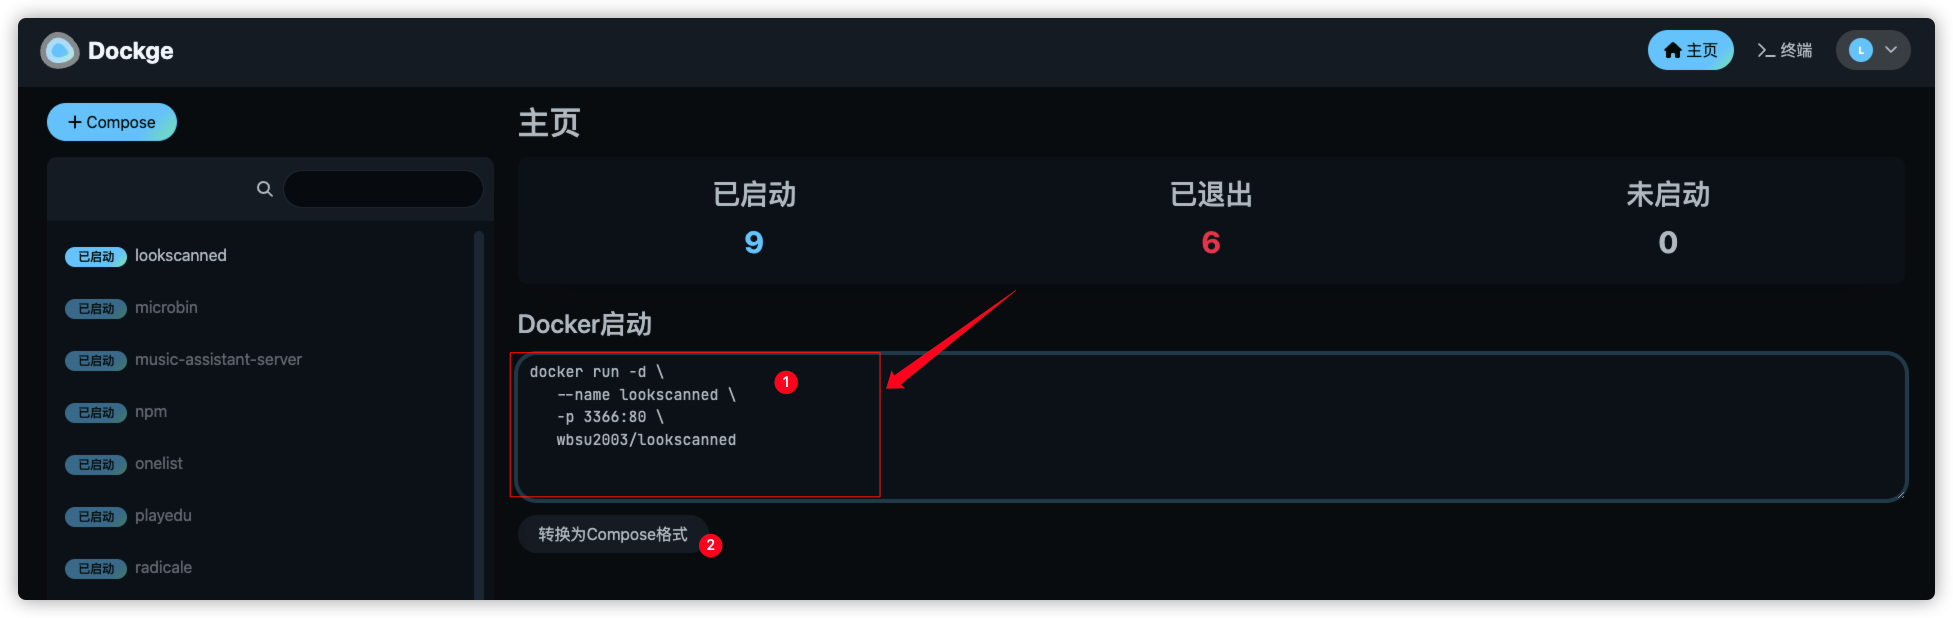 Dockge
主页
终端
L
+ Compose
主页
已启动
9
已退出
6
未启动
0
已启动 lookscanned
已启动 microbin
已启动 music-assistant-server
已启动 npm
已启动 onelist
已启动 playedu
已启动 radicale
Docker启动
docker run -d \
--name lookscanned \
-p 3366:80 \
wbsu2003/lookscanned
1
转换为Compose格式
2